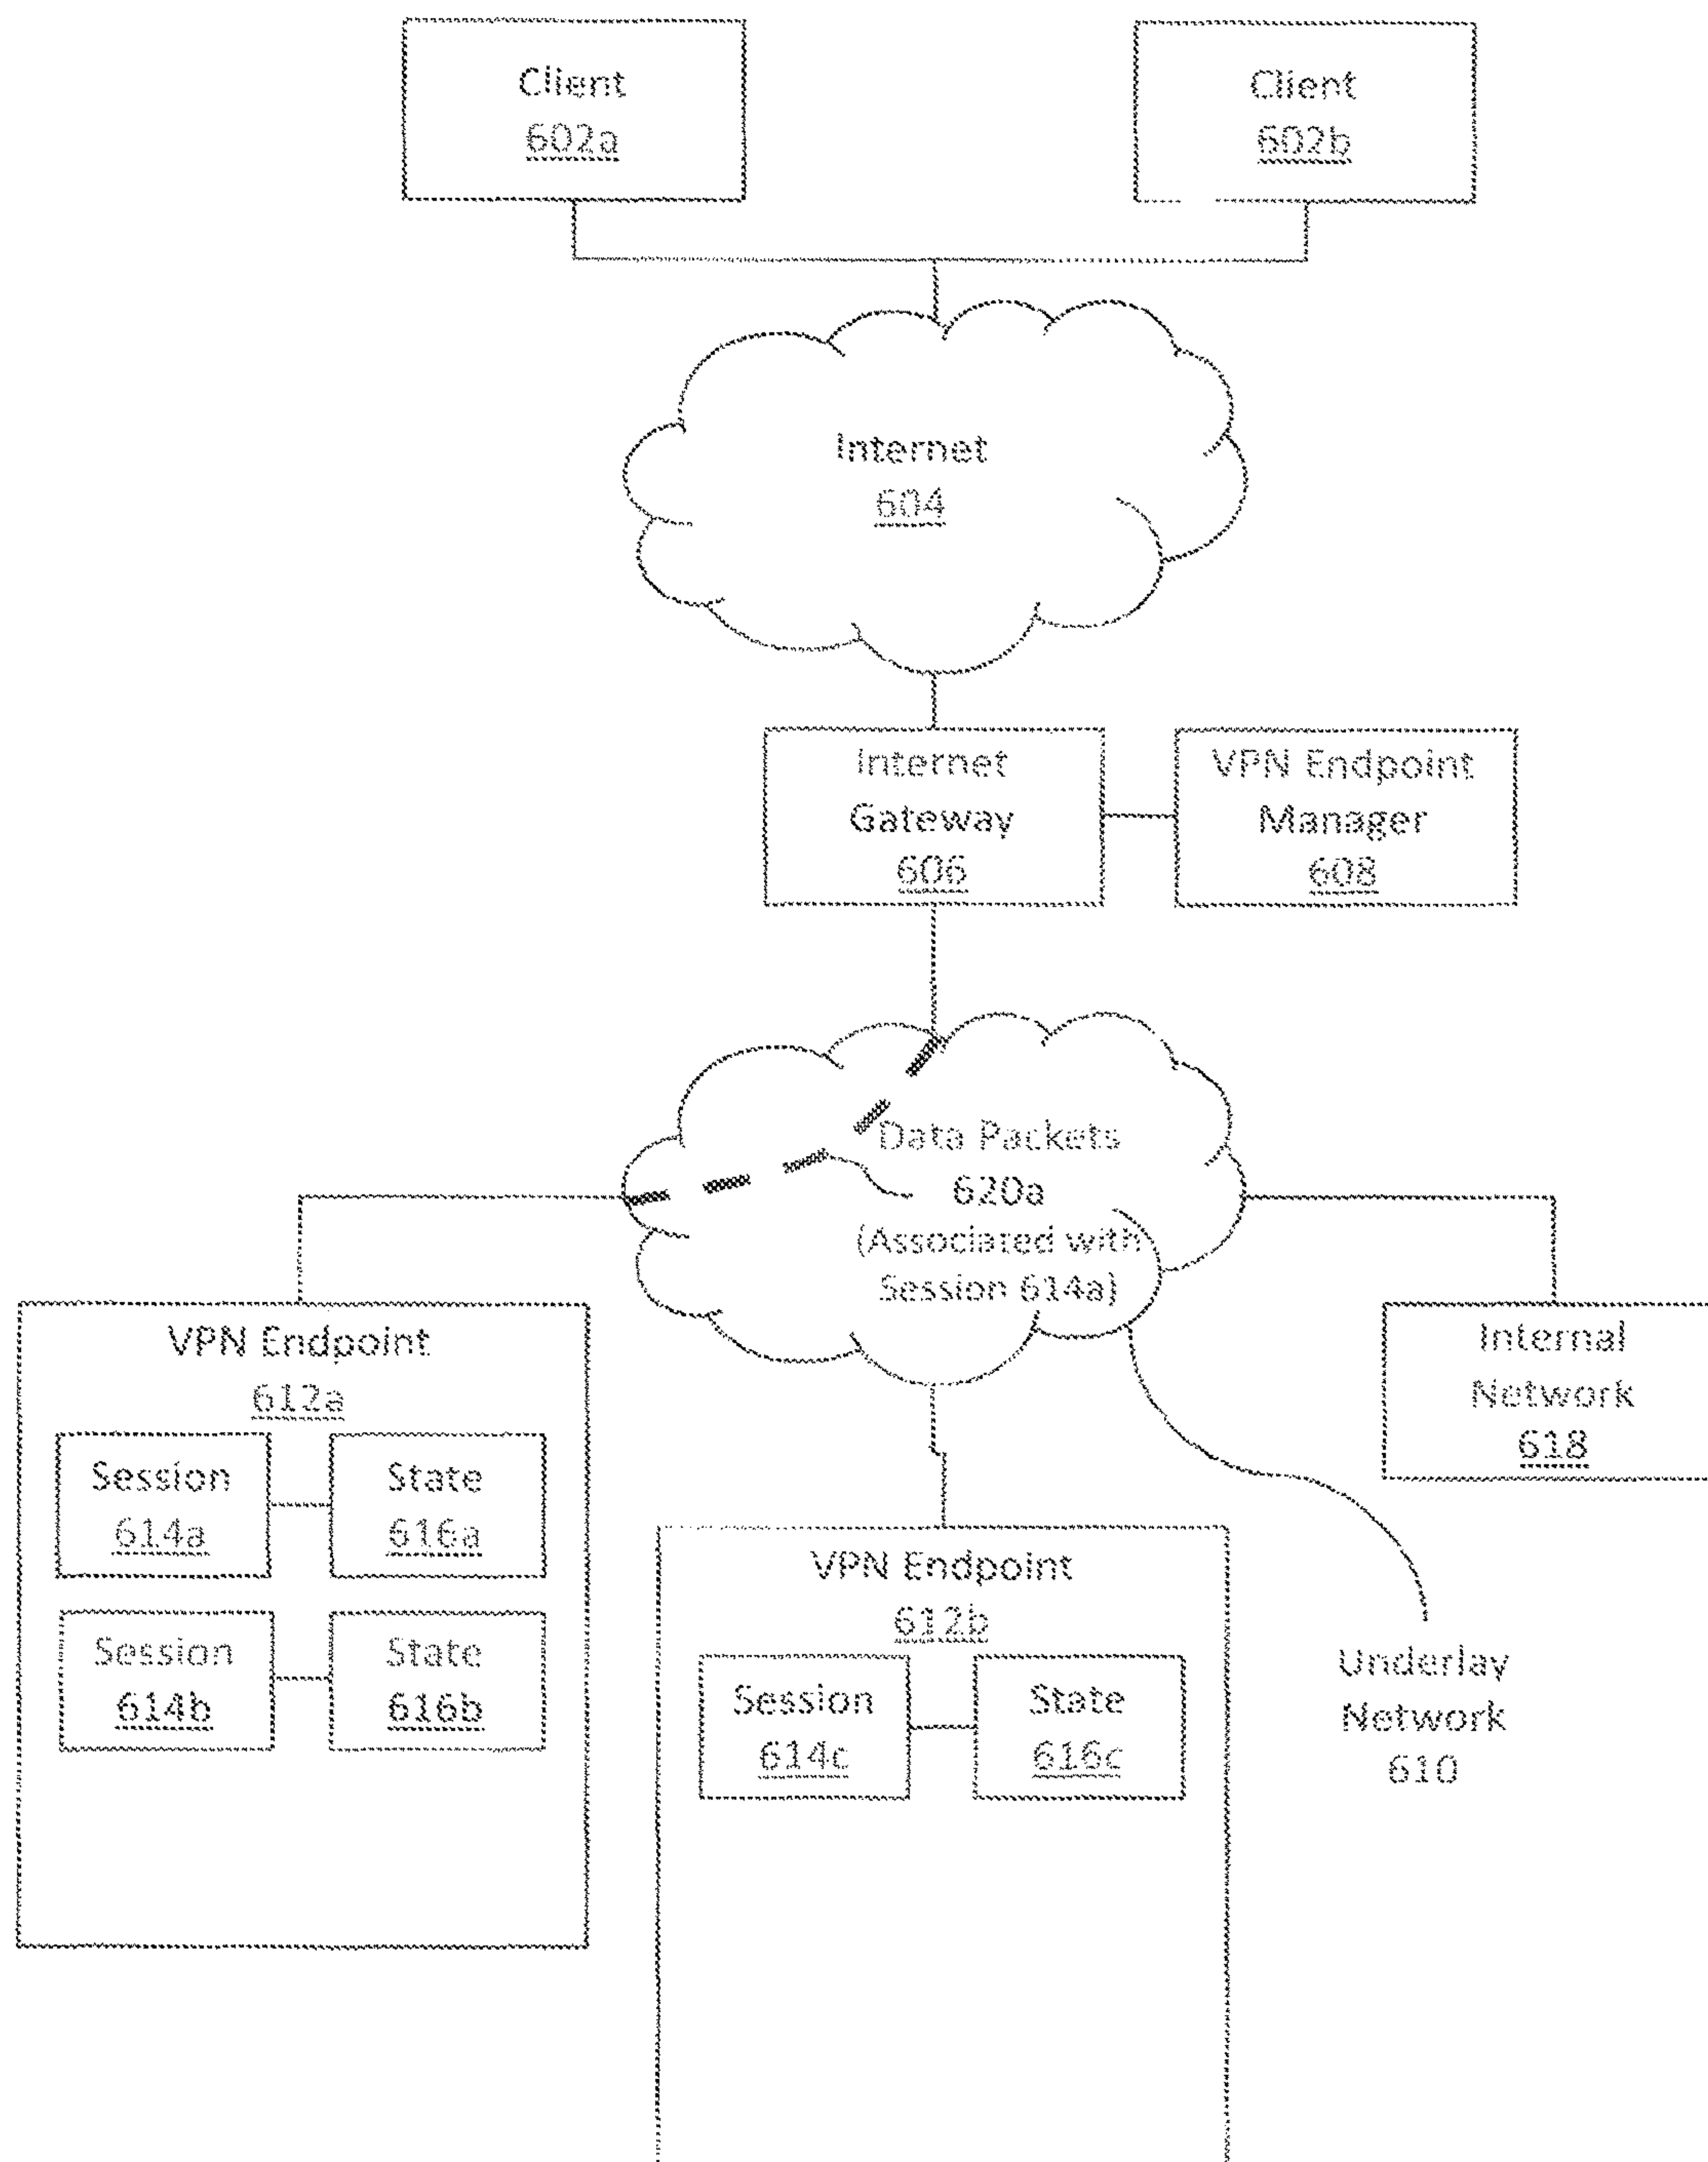 Client
602a
Client
602b
Internet
604
Internet
Gateway
606
VPN Endpoint
Manager
608
Data Packets
620a
(Associated with
Session 614a)
VPN Endpoint
612a
Session
614a
State
616a
Session
614b
State
616b
VPN Endpoint
612b
Session
614c
State
616c
Internal
Network
618
Underlay
Network
610